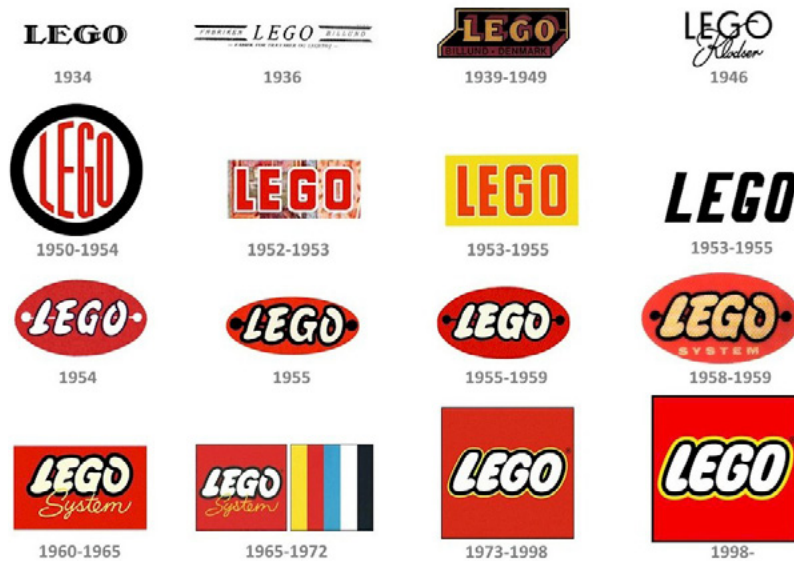 LEGO
1934
FABRIKEN LEGO BILLUND
1936
LEGO
BILLUND · DENMARK
1939-1949
LEGO
Klodser
1946
LEGO
1950-1954
LEGO
1952-1953
LEGO
1953-1955
LEGO
1953-1955
LEGO
1954
LEGO
1955
LEGO
1955-1959
LEGO
SYSTEM
1958-1959
LEGO
System
1960-1965
LEGO
System
1965-1972
LEGO
1973-1998
LEGO
1998-